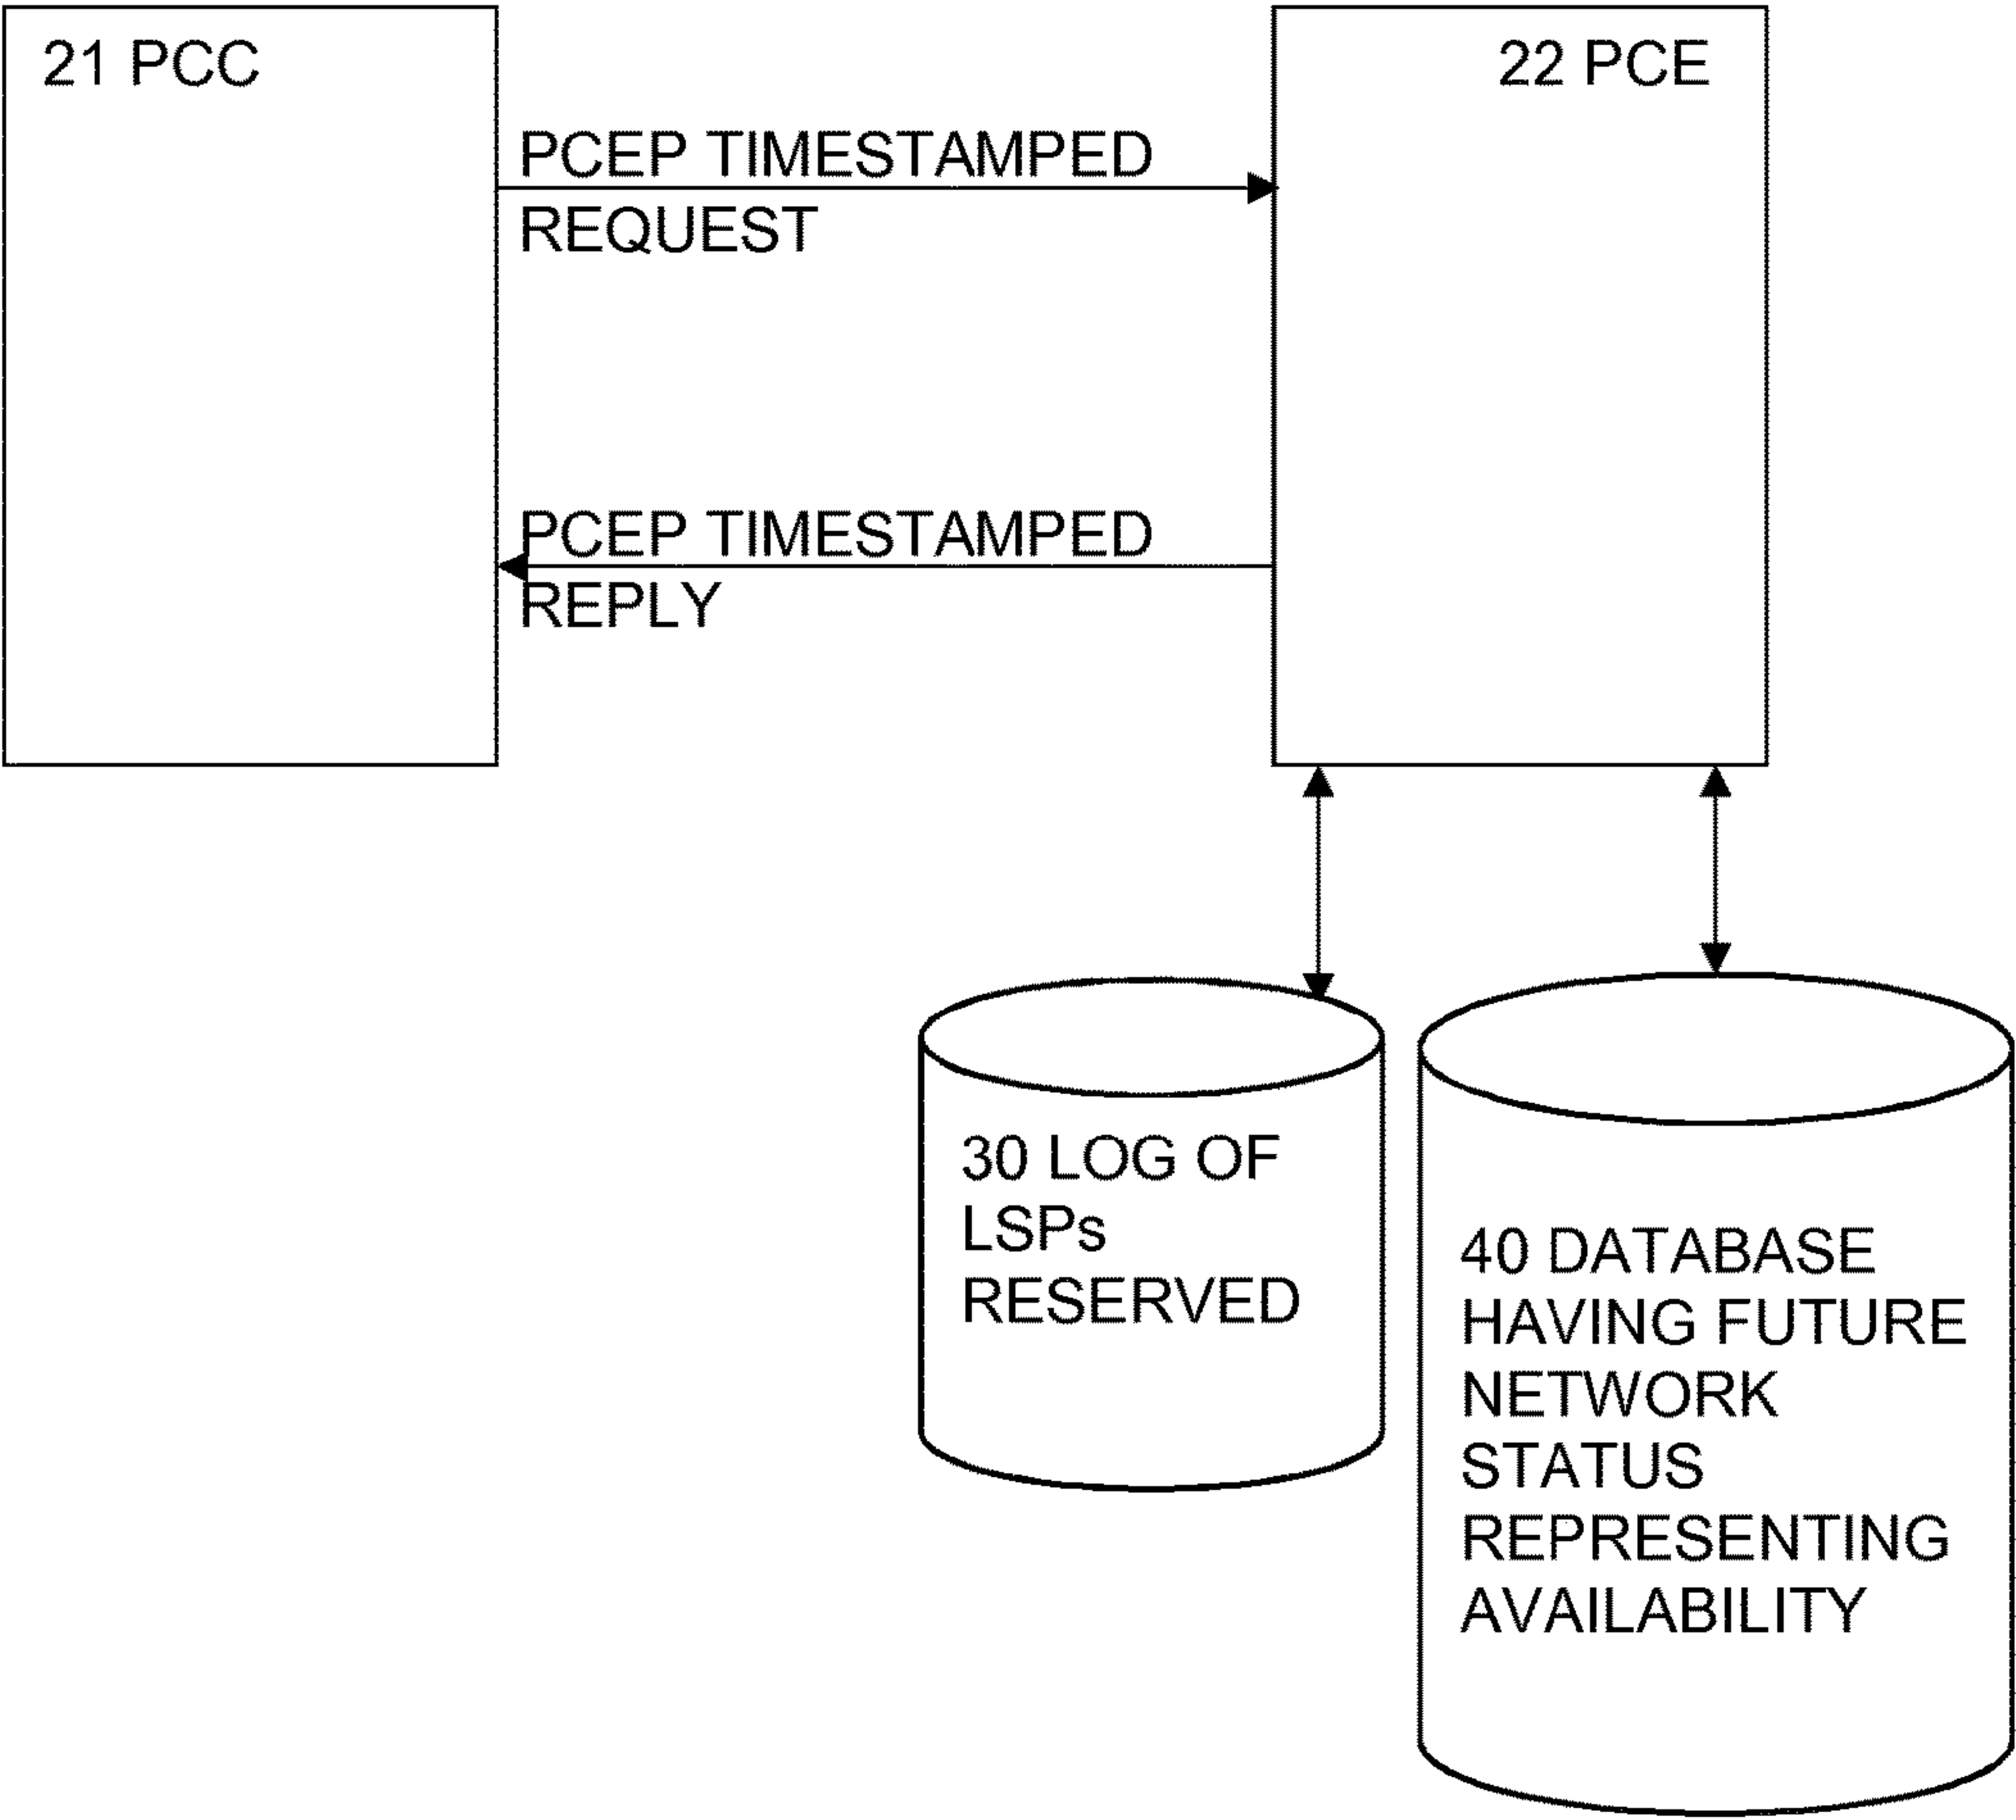 21 PCC
22 PCE
PCEP TIMESTAMPED
REQUEST
PCEP TIMESTAMPED
REPLY
30 LOG OF
LSPs
RESERVED
40 DATABASE
HAVING FUTURE
NETWORK
STATUS
REPRESENTING
AVAILABILITY